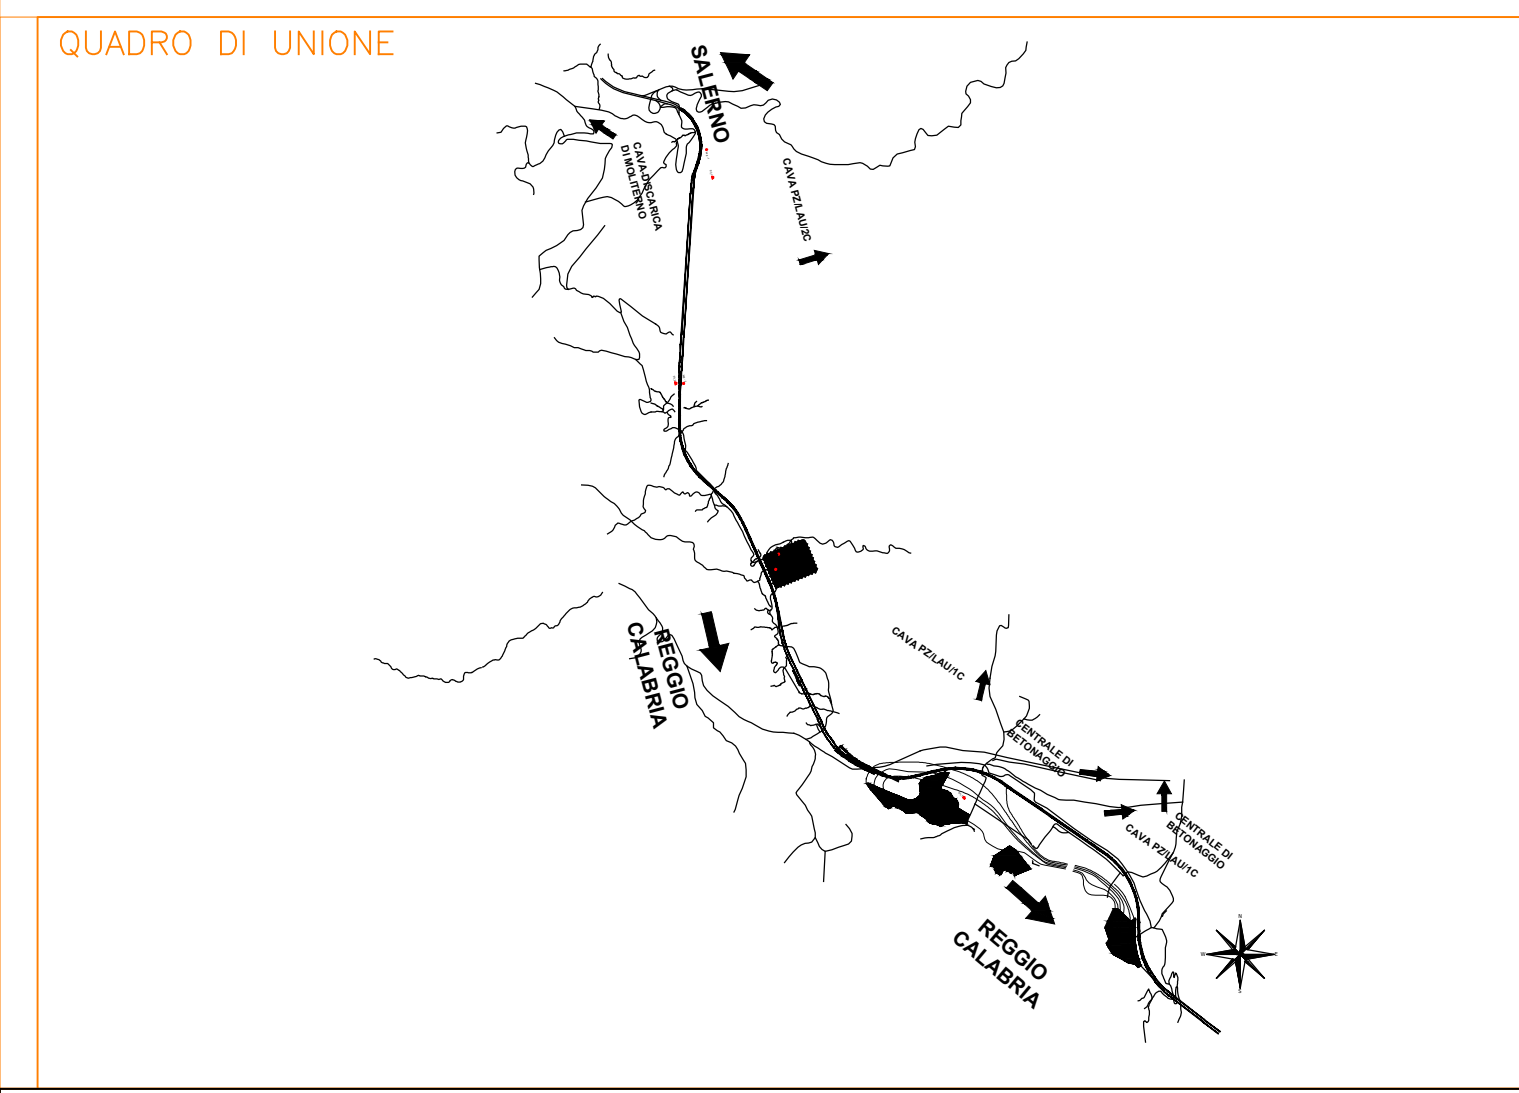 QUADRO DI UNIONE
SALERNO
CAVA-DISCARICA
DI MOLITERNO
CAVA PZ/LAU/2C
REGGIO
CALABRIA
CAVA PZ/LAU/1C
CENTRALE DI
BETONAGGIO
CENTRALE DI
BETONAGGIO
CAVA PZ/LAU/1C
REGGIO
CALABRIA
N
W
E
S